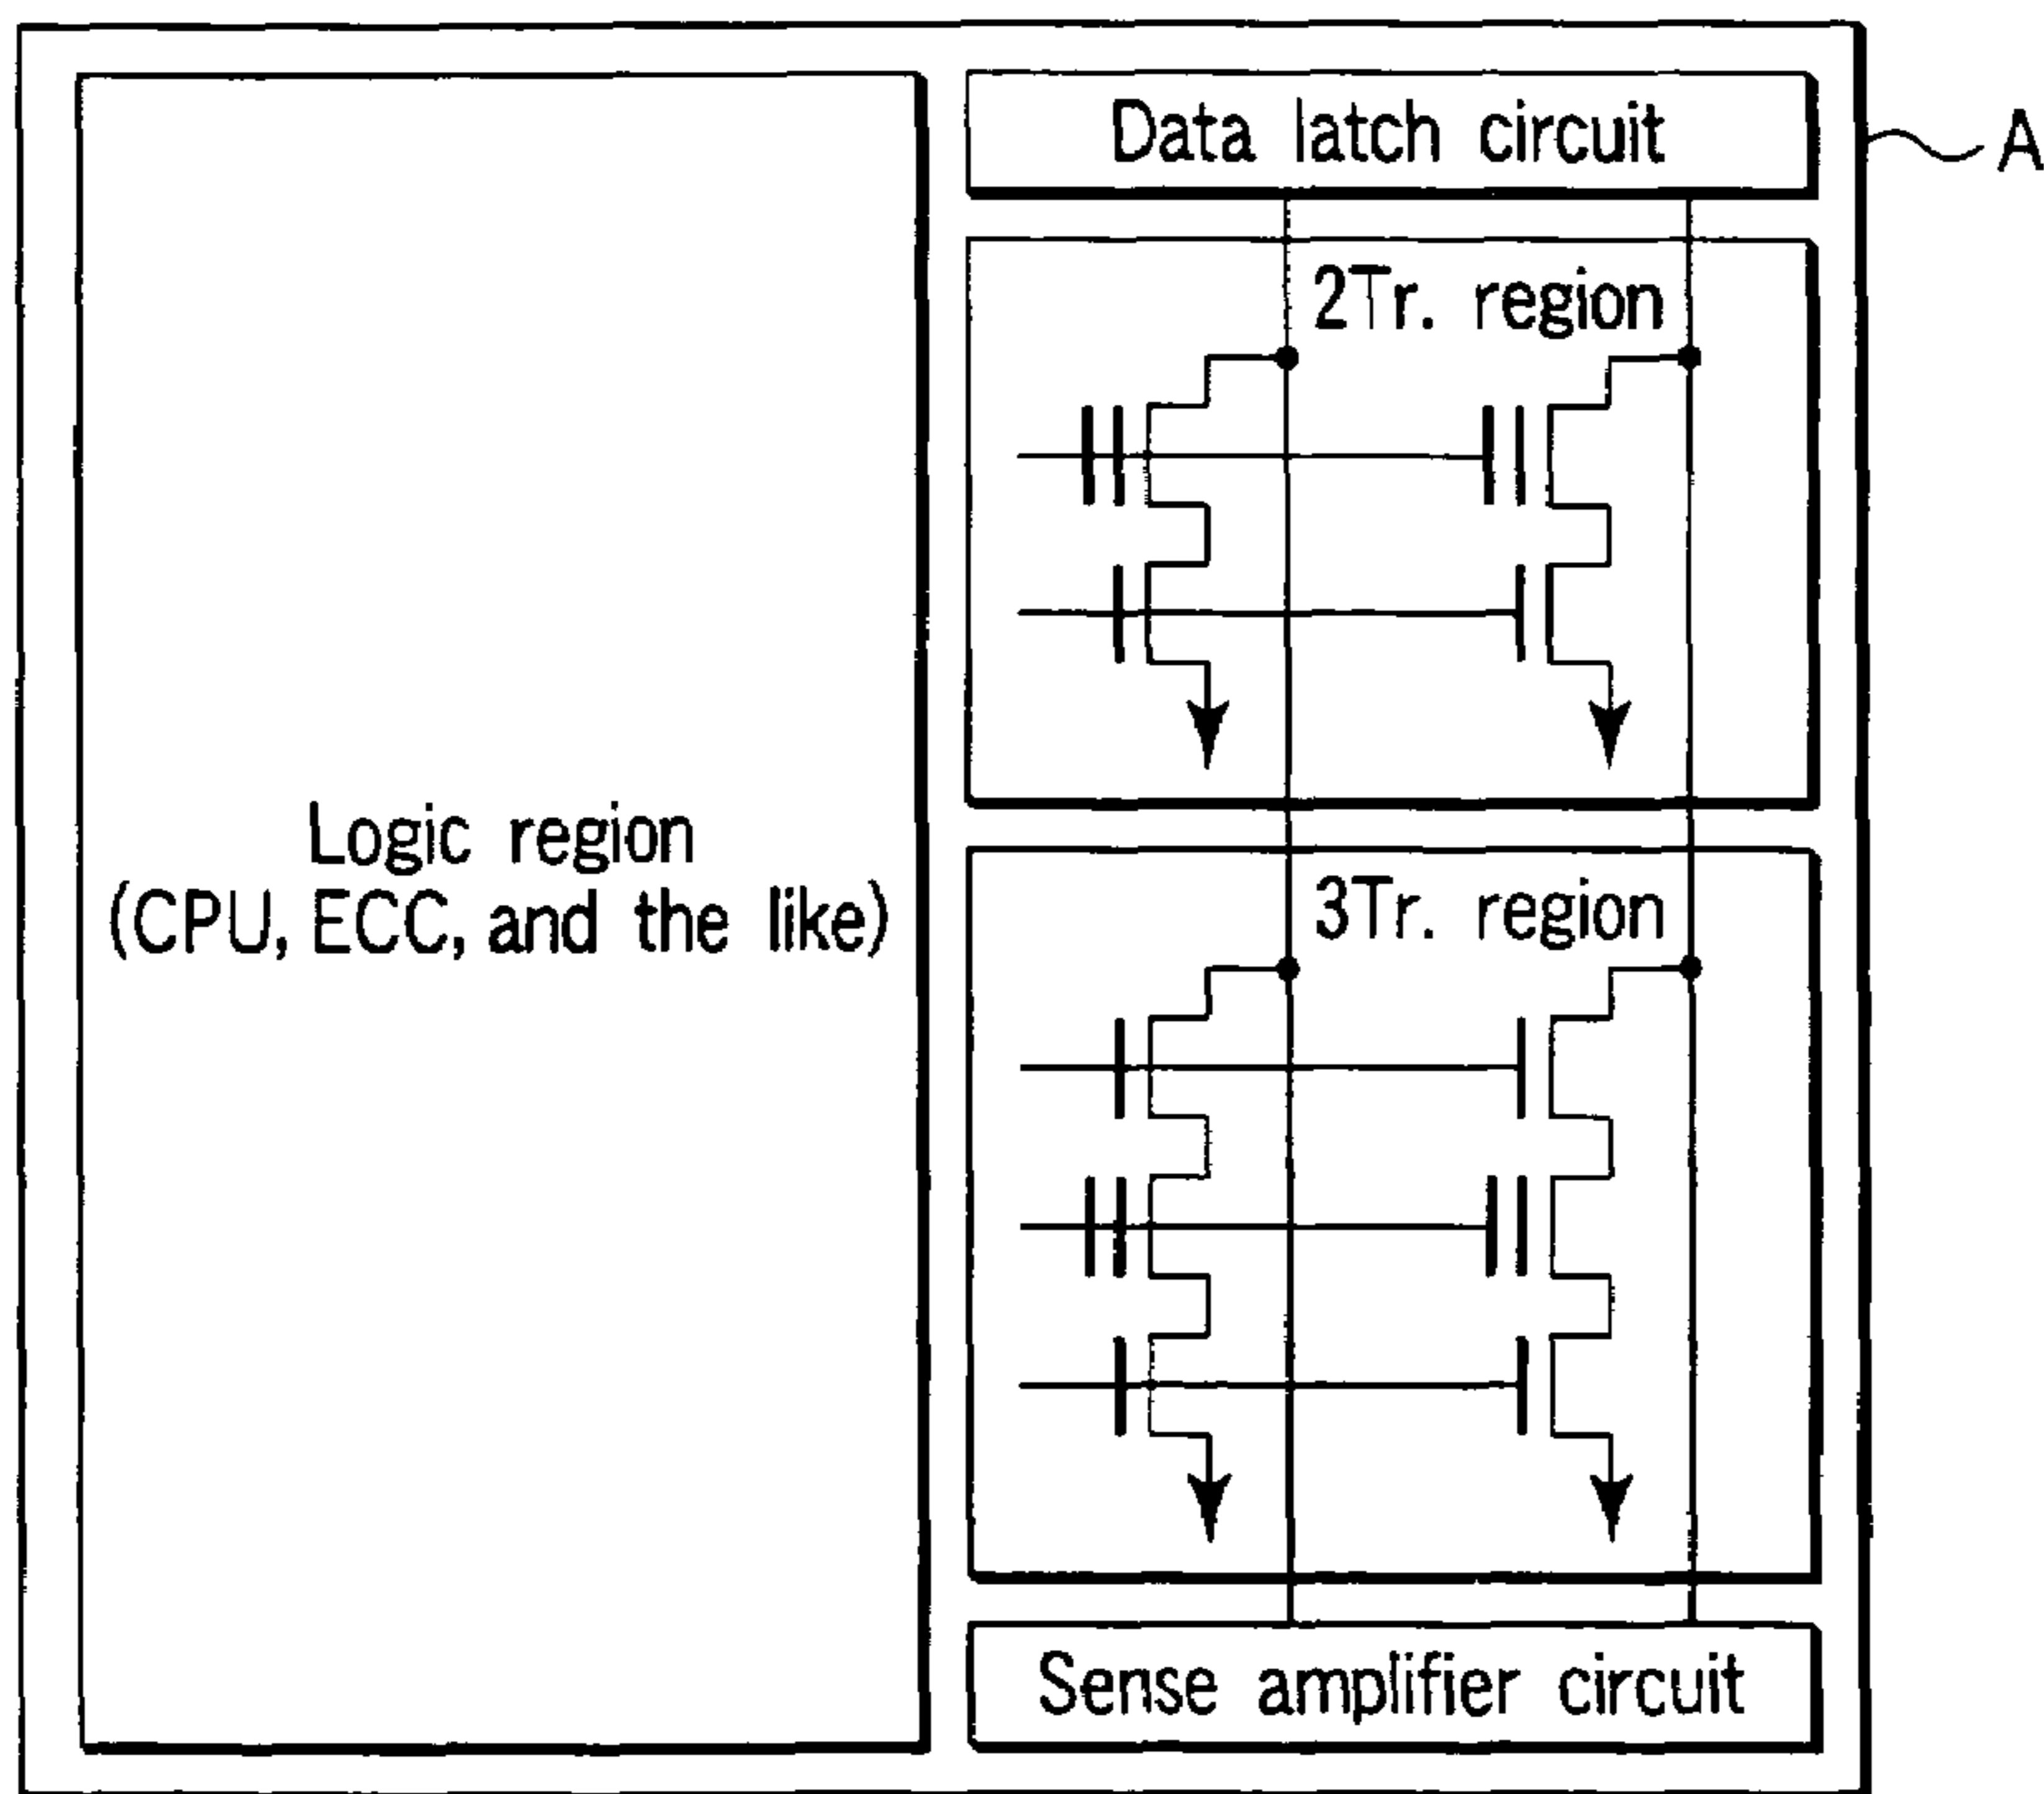 Data latch circuit
A
2Tr. region
Logic region
(CPU, ECC, and the like)
3Tr. region
Sense amplifier circuit